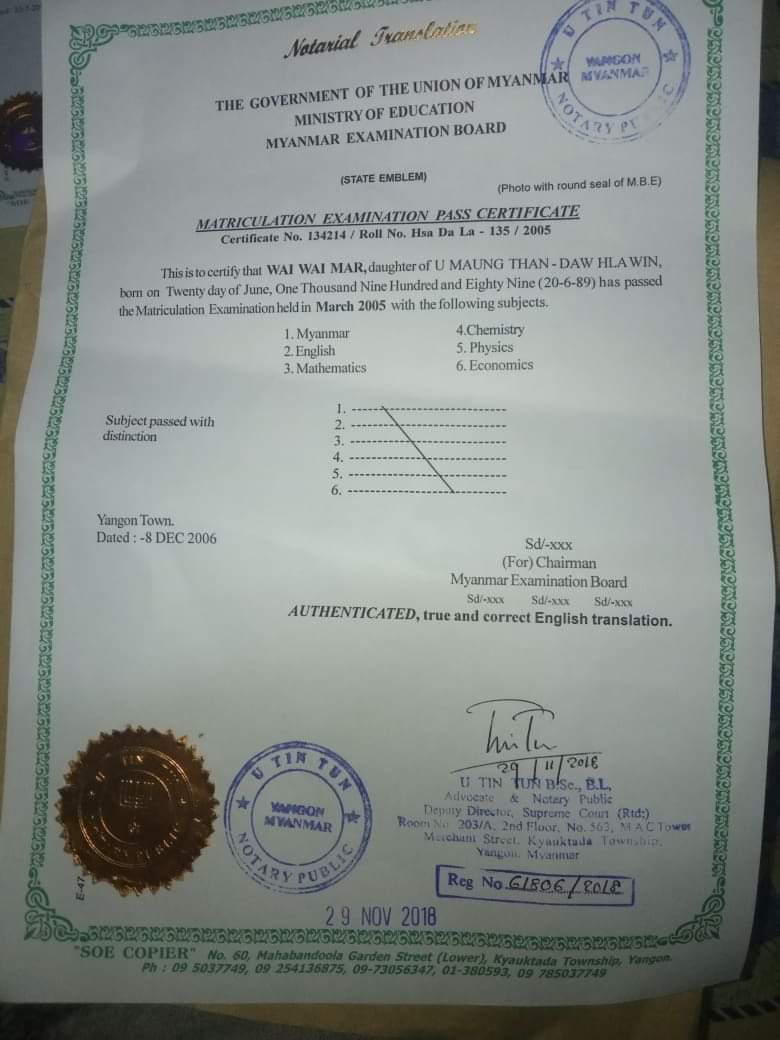 Notarial Translation
U TIN TUN
YANGON
MYANMAR
NOTARY PUBLIC
THE GOVERNMENT OF THE UNION OF MYANMAR
MINISTRY OF EDUCATION
MYANMAR EXAMINATION BOARD
(STATE EMBLEM)
(Photo with round seal of M.B.E)
MATRICULATION EXAMINATION PASS CERTIFICATE
Certificate No. 134214 / Roll No. Hsa Da La - 135 / 2005
This is to certify that WAI WAI MAR, daughter of U MAUNG THAN - DAW HLA WIN,
born on Twenty day of June, One Thousand Nine Hundred and Eighty Nine (20-6-89) has passed
the Matriculation Examination held in March 2005 with the following subjects.
1. Myanmar
2. English
3. Mathematics
4.Chemistry
5. Physics
6. Economics
Subject passed with
distinction
1.
2.
3.
4.
5.
6.
Yangon Town.
Dated : -8 DEC 2006
Sd/-xxx
(For) Chairman
Myanmar Examination Board
Sd/-xxx Sd/-xxx Sd/-xxx
AUTHENTICATED, true and correct English translation.
29/11/2018
U TIN TUN B.Sc., B.L,
Advocate & Notary Public
Deputy Director, Supreme Court (Rtd:)
Room No. 203/A, 2nd Floor, No. 563, MAC Tower
Merchant Street, Kyauktada Township,
Yangon, Myanmar
Reg No 61806/2018
U TIN TUN
NOTARY PUBLIC
U TIN TUN
YANGON
MYANMAR
NOTARY PUBLIC
E-47
29 NOV 2018
"SOE COPIER" No. 60, Mahabandoola Garden Street (Lower), Kyauktada Township, Yangon.
Ph : 09 5037749, 09 254136875, 09-73056347, 01-380593, 09 785037749